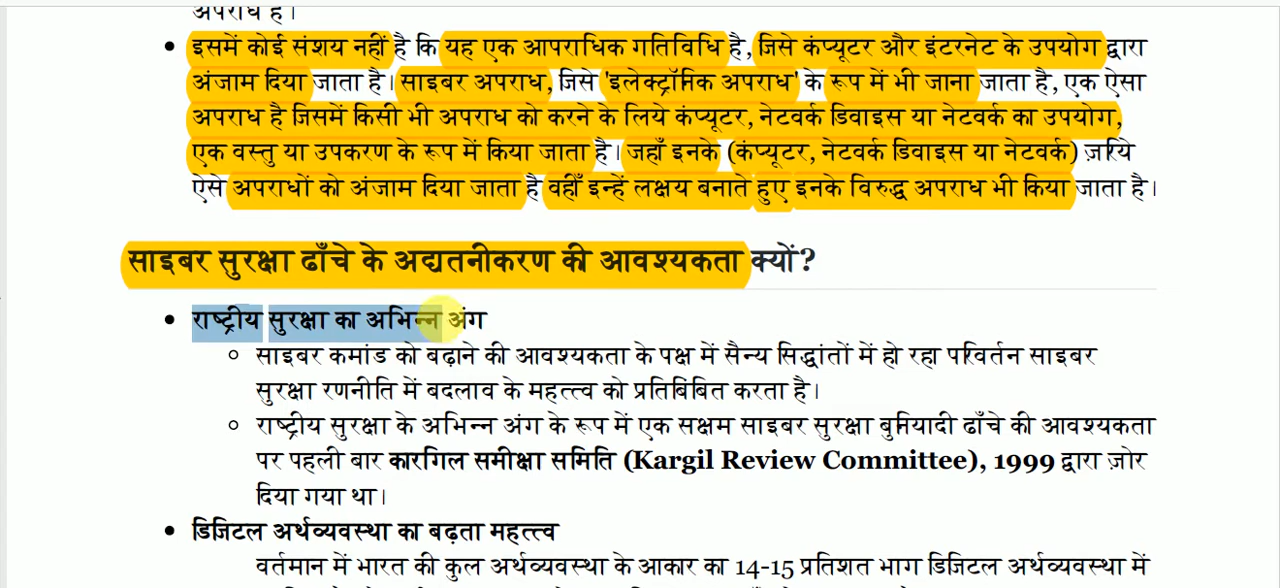 अपराध है।
• इसमें कोई संशय नहीं है कि यह एक आपराधिक गतिविधि है, जिसे कंप्यूटर और इंटरनेट के उपयोग द्वारा
अंजाम दिया जाता है। साइबर अपराध, जिसे 'इलेक्ट्रॉनिक अपराध' के रूप में भी जाना जाता है, एक ऐसा
अपराध है जिसमें किसी भी अपराध को करने के लिये कंप्यूटर, नेटवर्क डिवाइस या नेटवर्क का उपयोग,
एक वस्तु या उपकरण के रूप में किया जाता है। जहाँ इनके (कंप्यूटर, नेटवर्क डिवाइस या नेटवर्क) ज़रिये
ऐसे अपराधों को अंजाम दिया जाता है वहीं इन्हें लक्षय बनाते हुए इनके विरुद्ध अपराध भी किया जाता है।
साइबर सुरक्षा ढाँचे के अद्यतनीकरण की आवश्यकता क्यों?
• राष्ट्रीय सुरक्षा का अभिन्न अंग
○ साइबर कमांड को बढ़ाने की आवश्यकता के पक्ष में सैन्य सिद्धांतों में हो रहा परिवर्तन साइबर
सुरक्षा रणनीति में बदलाव के महत्त्व को प्रतिबिंबित करता है।
○ राष्ट्रीय सुरक्षा के अभिन्न अंग के रूप में एक सक्षम साइबर सुरक्षा बुनियादी ढाँचे की आवश्यकता
पर पहली बार कारगिल समीक्षा समिति (Kargil Review Committee), 1999 द्वारा ज़ोर
दिया गया था।
• डिजिटल अर्थव्यवस्था का बढ़ता महत्त्व
वर्तमान में भारत की कुल अर्थव्यवस्था के आकार का 14-15 प्रतिशत भाग डिजिटल अर्थव्यवस्था में